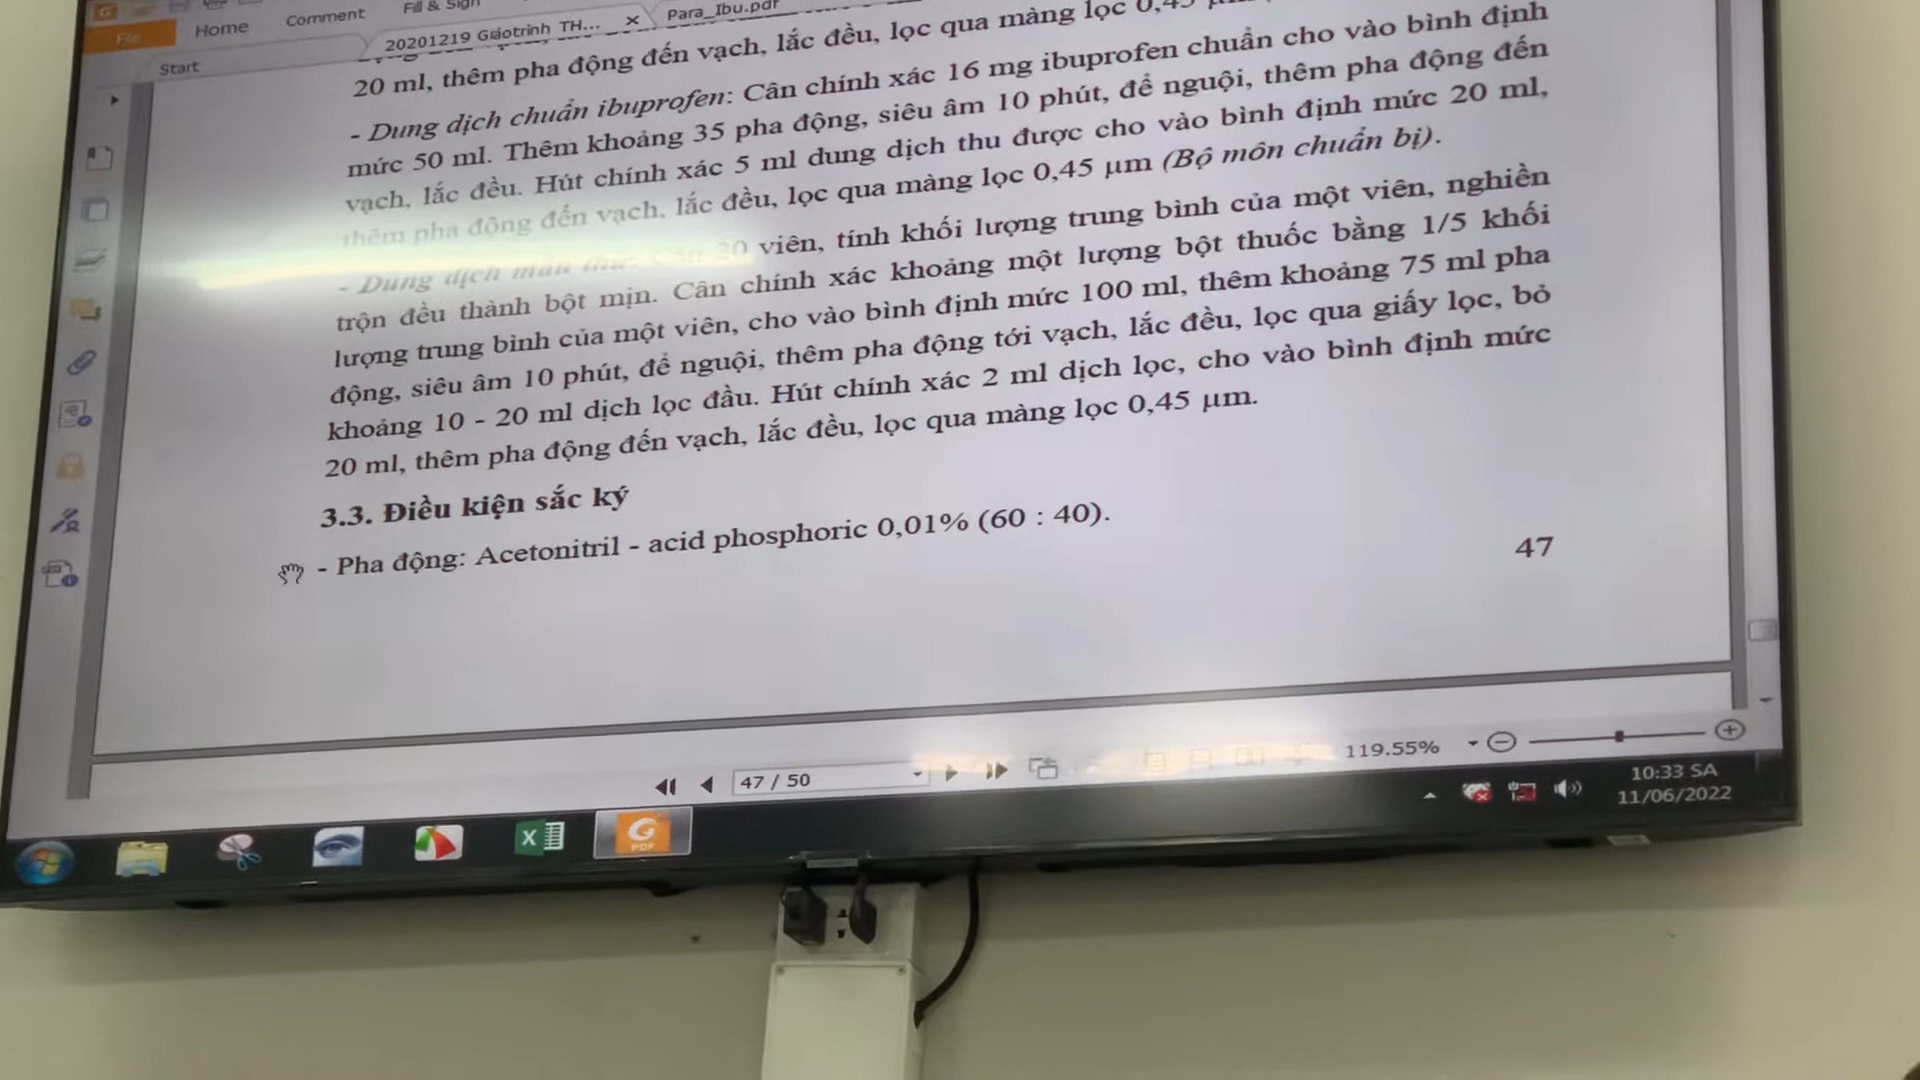 File
Home
Comment
Fill & Sign
Start
20201219 Giáotrình TH...
Para_Ibu.pdf
20 ml, thêm pha động đến vạch, lắc đều, lọc qua màng lọc 0,45
- Dung dịch chuẩn ibuprofen: Cân chính xác 16 mg ibuprofen chuẩn cho vào bình định
mức 50 ml. Thêm khoảng 35 pha động, siêu âm 10 phút, để nguội, thêm pha động đến
vạch, lắc đều. Hút chính xác 5 ml dung dịch thu được cho vào bình định mức 20 ml,
thêm pha động đến vạch, lắc đều, lọc qua màng lọc 0,45 µm (Bộ môn chuẩn bị).
- Dung dịch mẫu thử: Cân 20 viên, tính khối lượng trung bình của một viên, nghiền
trộn đều thành bột mịn. Cân chính xác khoảng một lượng bột thuốc bằng 1/5 khối
lượng trung bình của một viên, cho vào bình định mức 100 ml, thêm khoảng 75 ml pha
động, siêu âm 10 phút, để nguội, thêm pha động tới vạch, lắc đều, lọc qua giấy lọc, bỏ
khoảng 10 - 20 ml dịch lọc đầu. Hút chính xác 2 ml dịch lọc, cho vào bình định mức
20 ml, thêm pha động đến vạch, lắc đều, lọc qua màng lọc 0,45 µm.
3.3. Điều kiện sắc ký
- Pha động: Acetonitril - acid phosphoric 0,01% (60 : 40).
47
47 / 50
119.55%
10:33 SA
11/06/2022
PDF